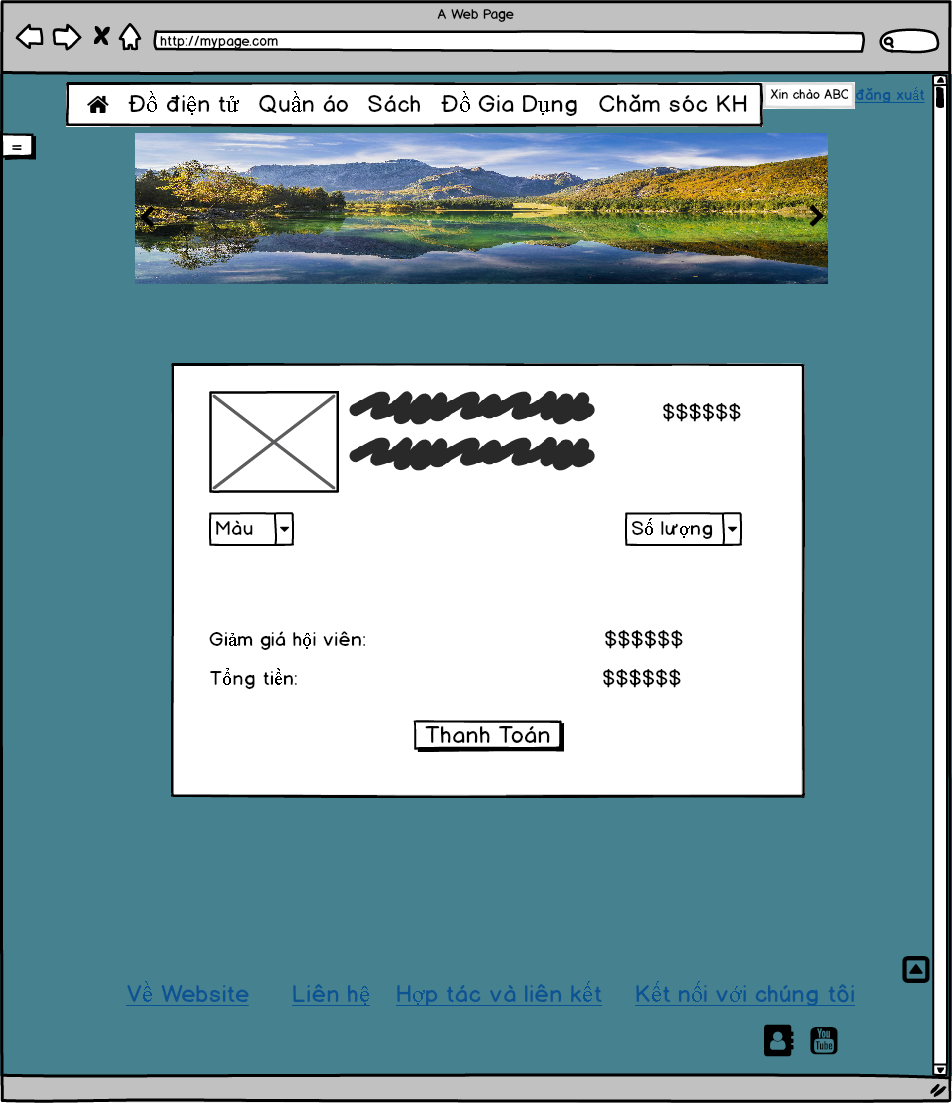 A Web Page
http://mypage.com
Đồ điện tử Quần áo Sách Đồ Gia Dụng Chăm sóc KH
Xin chào ABC đăng xuất
=
$$$$$$
Màu
Số lượng
Giảm giá hội viên: $$$$$$
Tổng tiền: $$$$$$
Thanh Toán
Về Website Liên hệ Hợp tác và liên kết Kết nối với chúng tôi
You
Tube